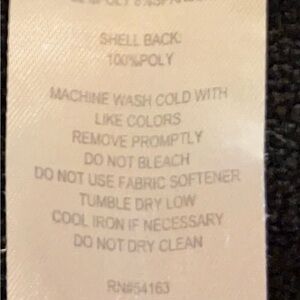 SHELL BACK:
100%POLY
MACHINE WASH COLD WITH
LIKE COLORS
REMOVE PROMPTLY
DO NOT BLEACH
DO NOT USE FABRIC SOFTENER
TUMBLE DRY LOW
COOL IRON IF NECESSARY
DO NOT DRY CLEAN
RN#54163